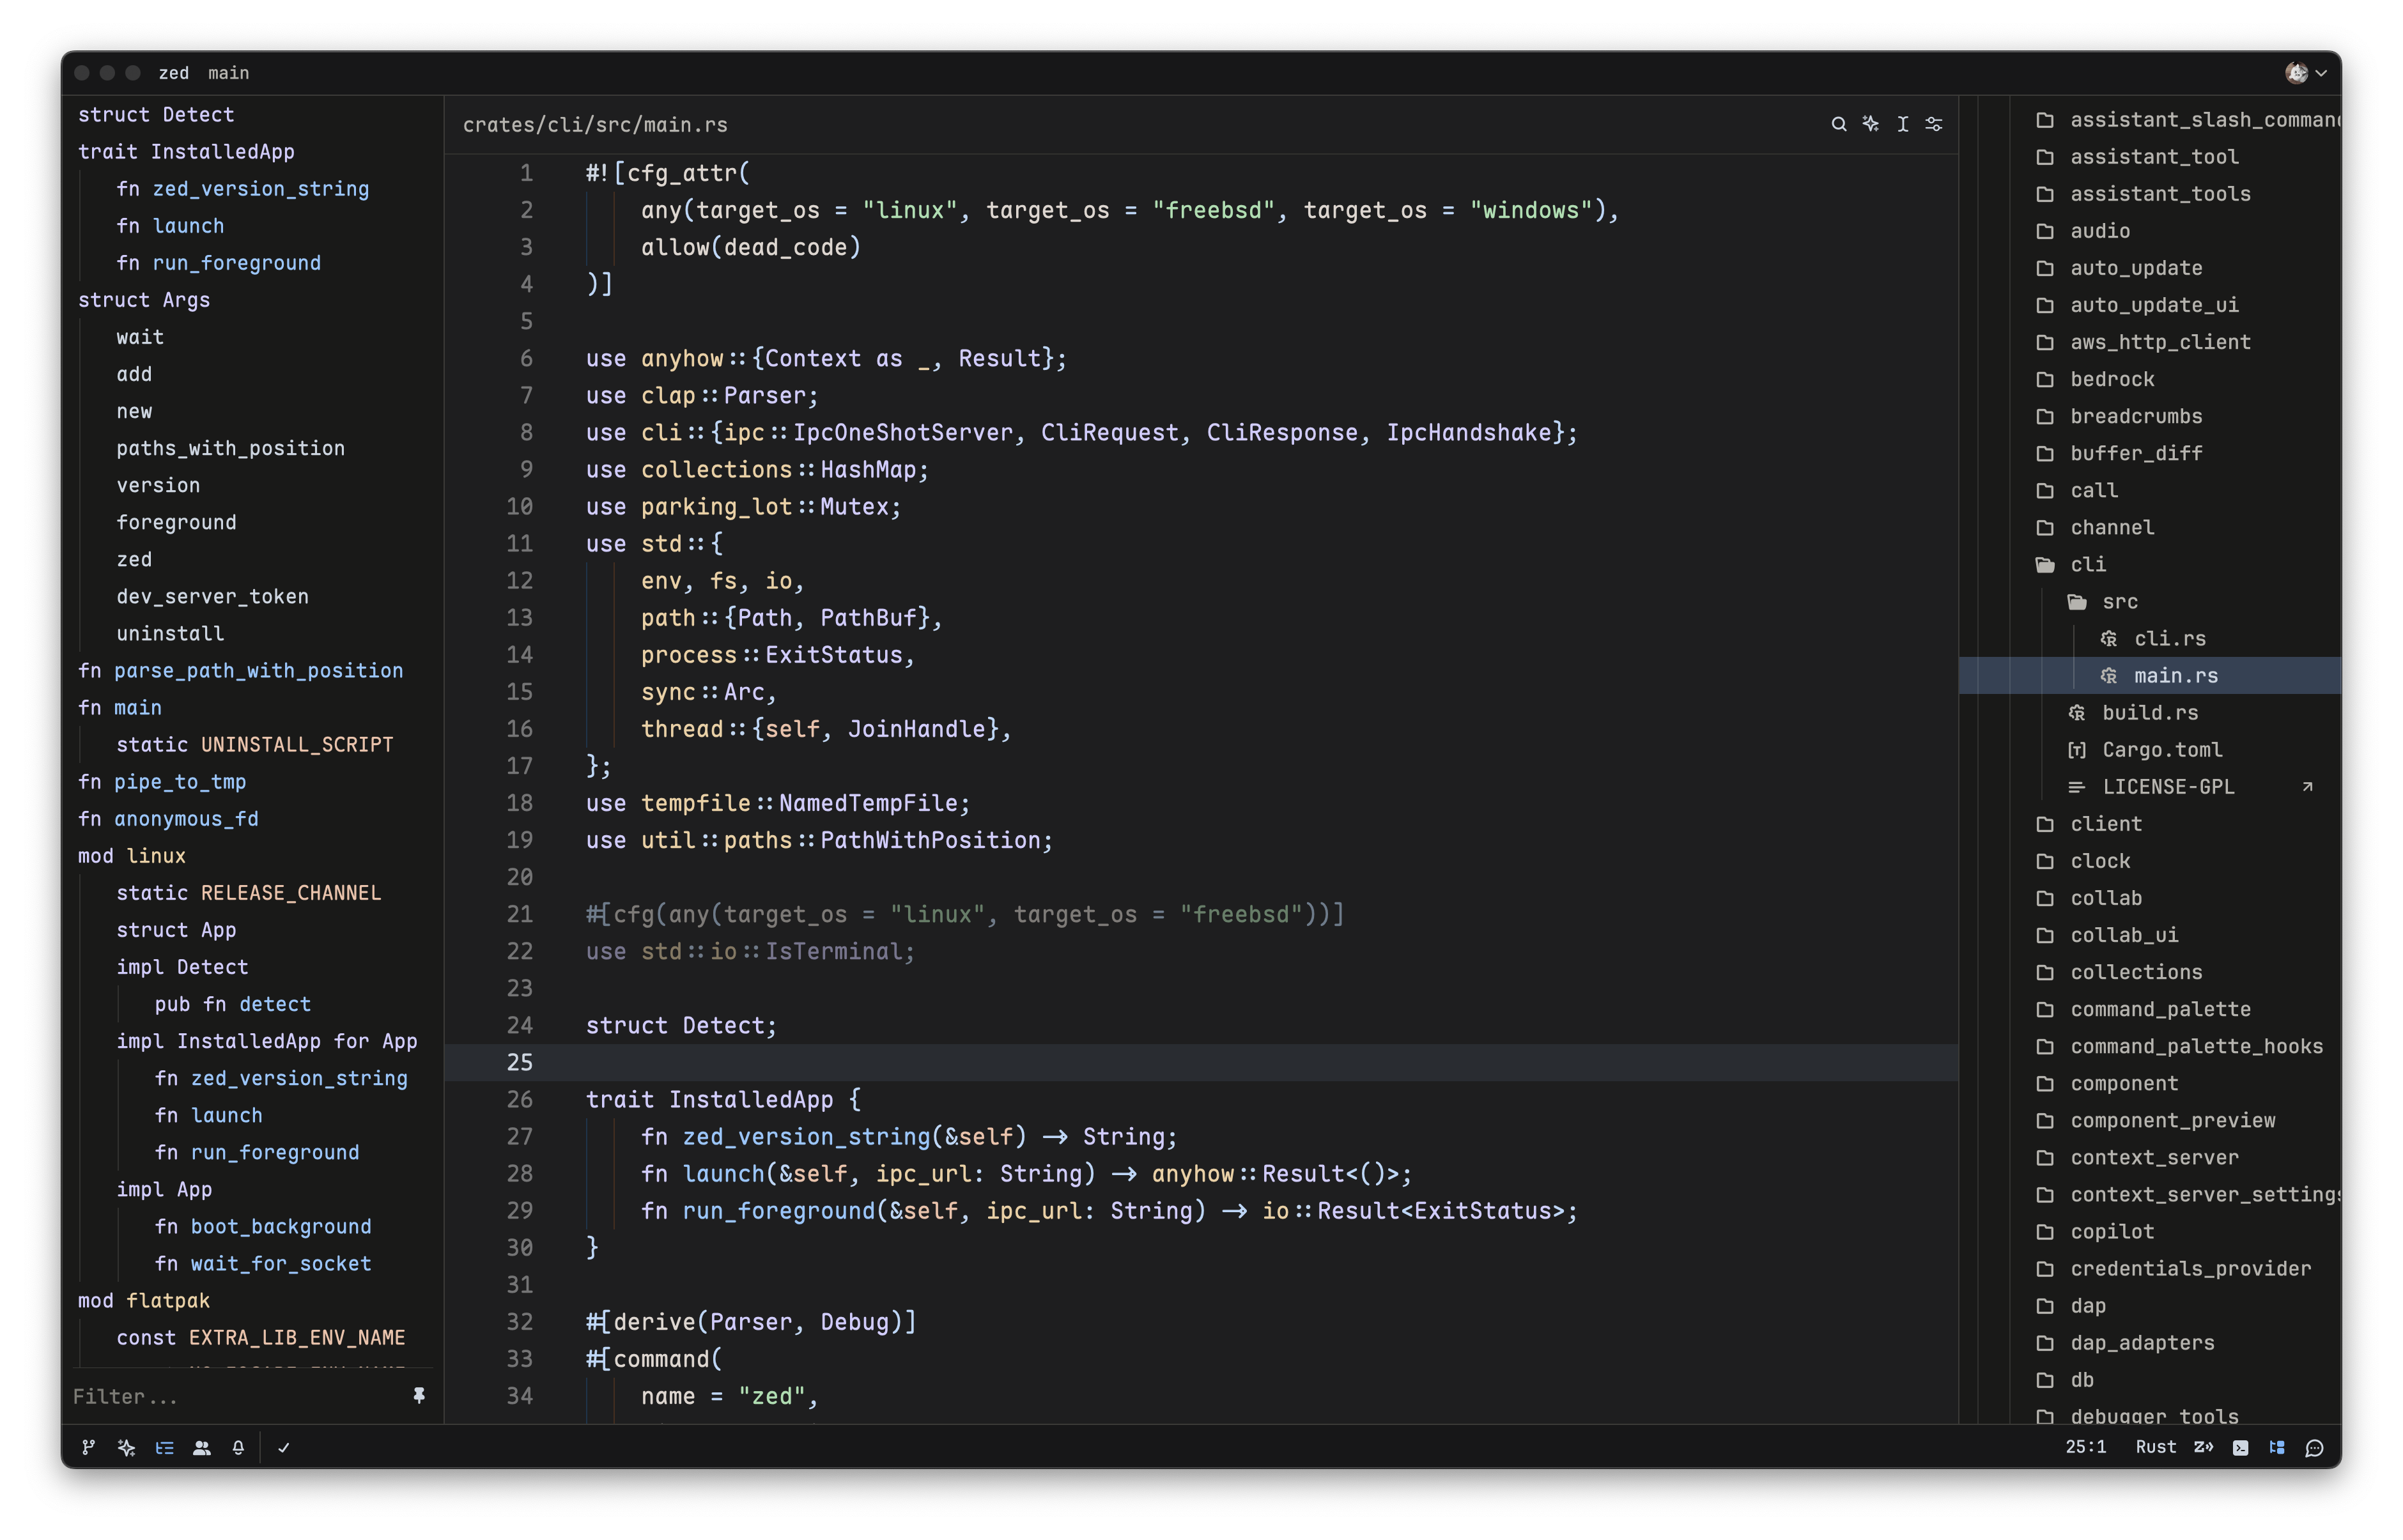 zed main
struct Detect
trait InstalledApp
fn zed_version_string
fn launch
fn run_foreground
struct Args
wait
add
new
paths_with_position
version
foreground
zed
dev_server_token
uninstall
fn parse_path_with_position
fn main
static UNINSTALL_SCRIPT
fn pipe_to_tmp
fn anonymous_fd
mod linux
static RELEASE_CHANNEL
struct App
impl Detect
pub fn detect
impl InstalledApp for App
fn zed_version_string
fn launch
fn run_foreground
impl App
fn boot_background
fn wait_for_socket
mod flatpak
const EXTRA_LIB_ENV_NAME
Filter...
crates/cli/src/main.rs
1 #![cfg_attr(
2 any(target_os = "linux", target_os = "freebsd", target_os = "windows"),
3 allow(dead_code)
4 )]
5
6 use anyhow::{Context as _, Result};
7 use clap::Parser;
8 use cli::{ipc::IpcOneShotServer, CliRequest, CliResponse, IpcHandshake};
9 use collections::HashMap;
10 use parking_lot::Mutex;
11 use std::{
12 env, fs, io,
13 path::{Path, PathBuf},
14 process::ExitStatus,
15 sync::Arc,
16 thread::{self, JoinHandle},
17 };
18 use tempfile::NamedTempFile;
19 use util::paths::PathWithPosition;
20
21 #[cfg(any(target_os = "linux", target_os = "freebsd"))]
22 use std::io::IsTerminal;
23
24 struct Detect;
25
26 trait InstalledApp {
27 fn zed_version_string(&self) -> String;
28 fn launch(&self, ipc_url: String) -> anyhow::Result<()>;
29 fn run_foreground(&self, ipc_url: String) -> io::Result<ExitStatus>;
30 }
31
32 #[derive(Parser, Debug)]
33 #[command(
34 name = "zed",
assistant_slash_comman
assistant_tool
assistant_tools
audio
auto_update
auto_update_ui
aws_http_client
bedrock
breadcrumbs
buffer_diff
call
channel
cli
src
cli.rs
main.rs
build.rs
Cargo.toml
LICENSE-GPL
client
clock
collab
collab_ui
collections
command_palette
command_palette_hooks
component
component_preview
context_server
context_server_settings
copilot
credentials_provider
dap
dap_adapters
db
debugger_tools
25:1 Rust